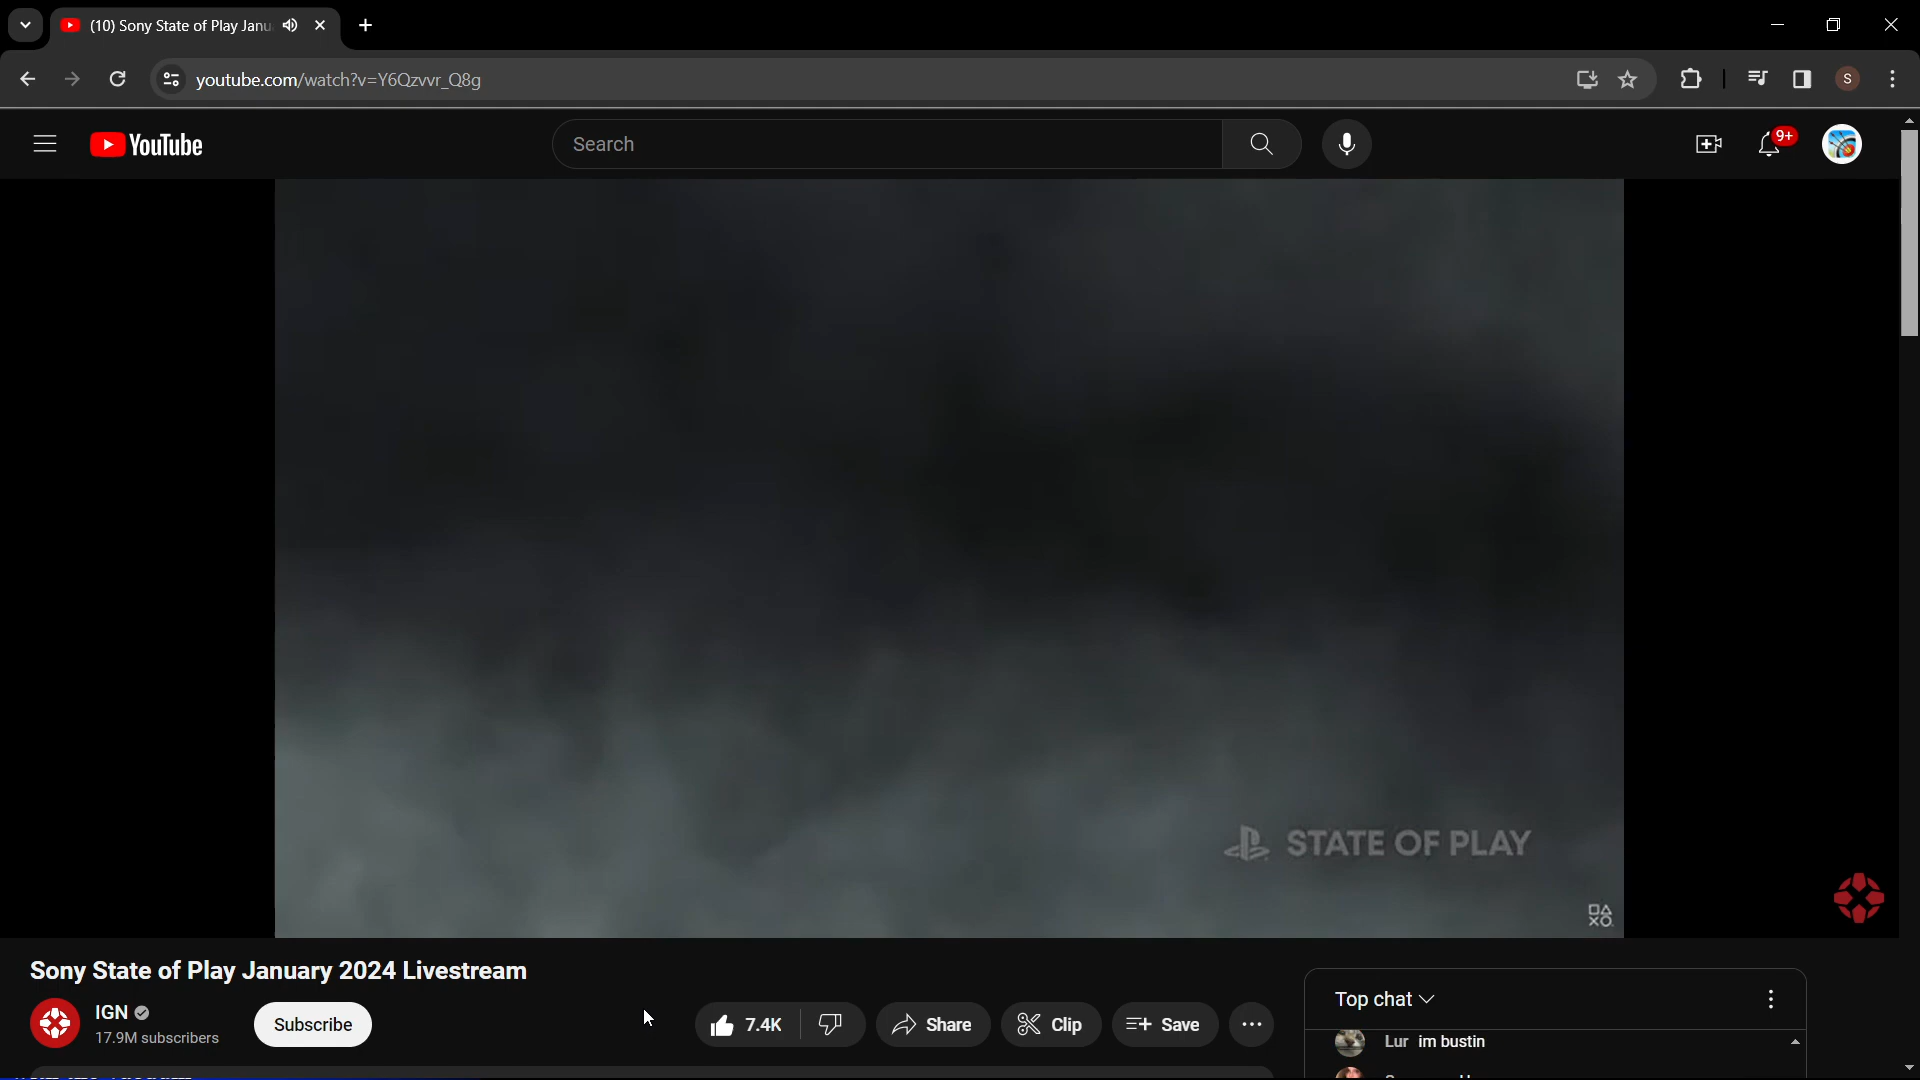 (10) Sony State of Play Janu
youtube.com/watch?v=Y6Qzvvr_Q8g
S
YouTube
Search
9+
STATE OF PLAY
Sony State of Play January 2024 Livestream
IGN
17.9M subscribers
Subscribe
7.4K
Share
Clip
Save
Top chat
Lur im bustin